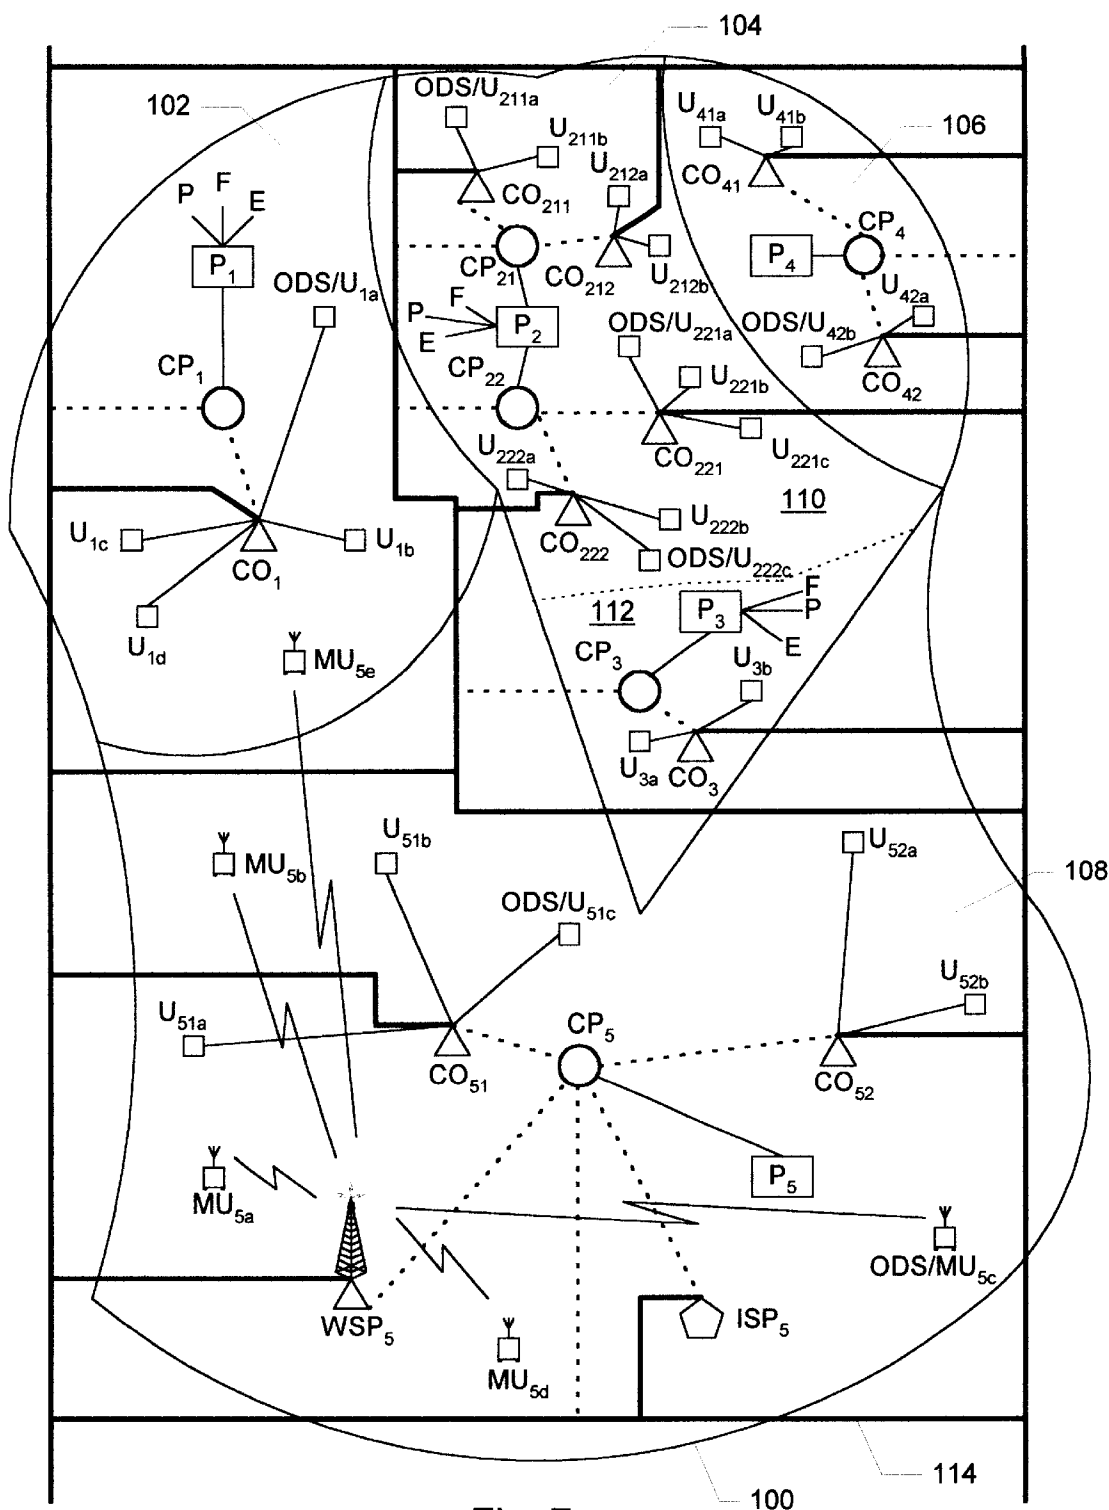 104
102
ODS/U211a
U211b
U212a
CO211
U41a
U41b
106
CO41
P
F
E
P1
ODS/U1a
CP21
CO212
U212b
CP4
P4
U42a
F
P
E
P2
ODS/U221a
ODS/U42b
CO42
CP1
CP22
U221b
CO221
U221c
U222a
110
U222b
CO222
ODS/U222c
U1c
U1b
CO1
U1d
112
P3
F
P
E
CP3
U3b
MU5e
U3a
CO3
MU5b
U51b
U52a
ODS/U51c
108
U51a
U52b
CP5
CO51
CO52
P5
MU5a
ODS/MU5c
WSP5
ISP5
MU5d
114
100